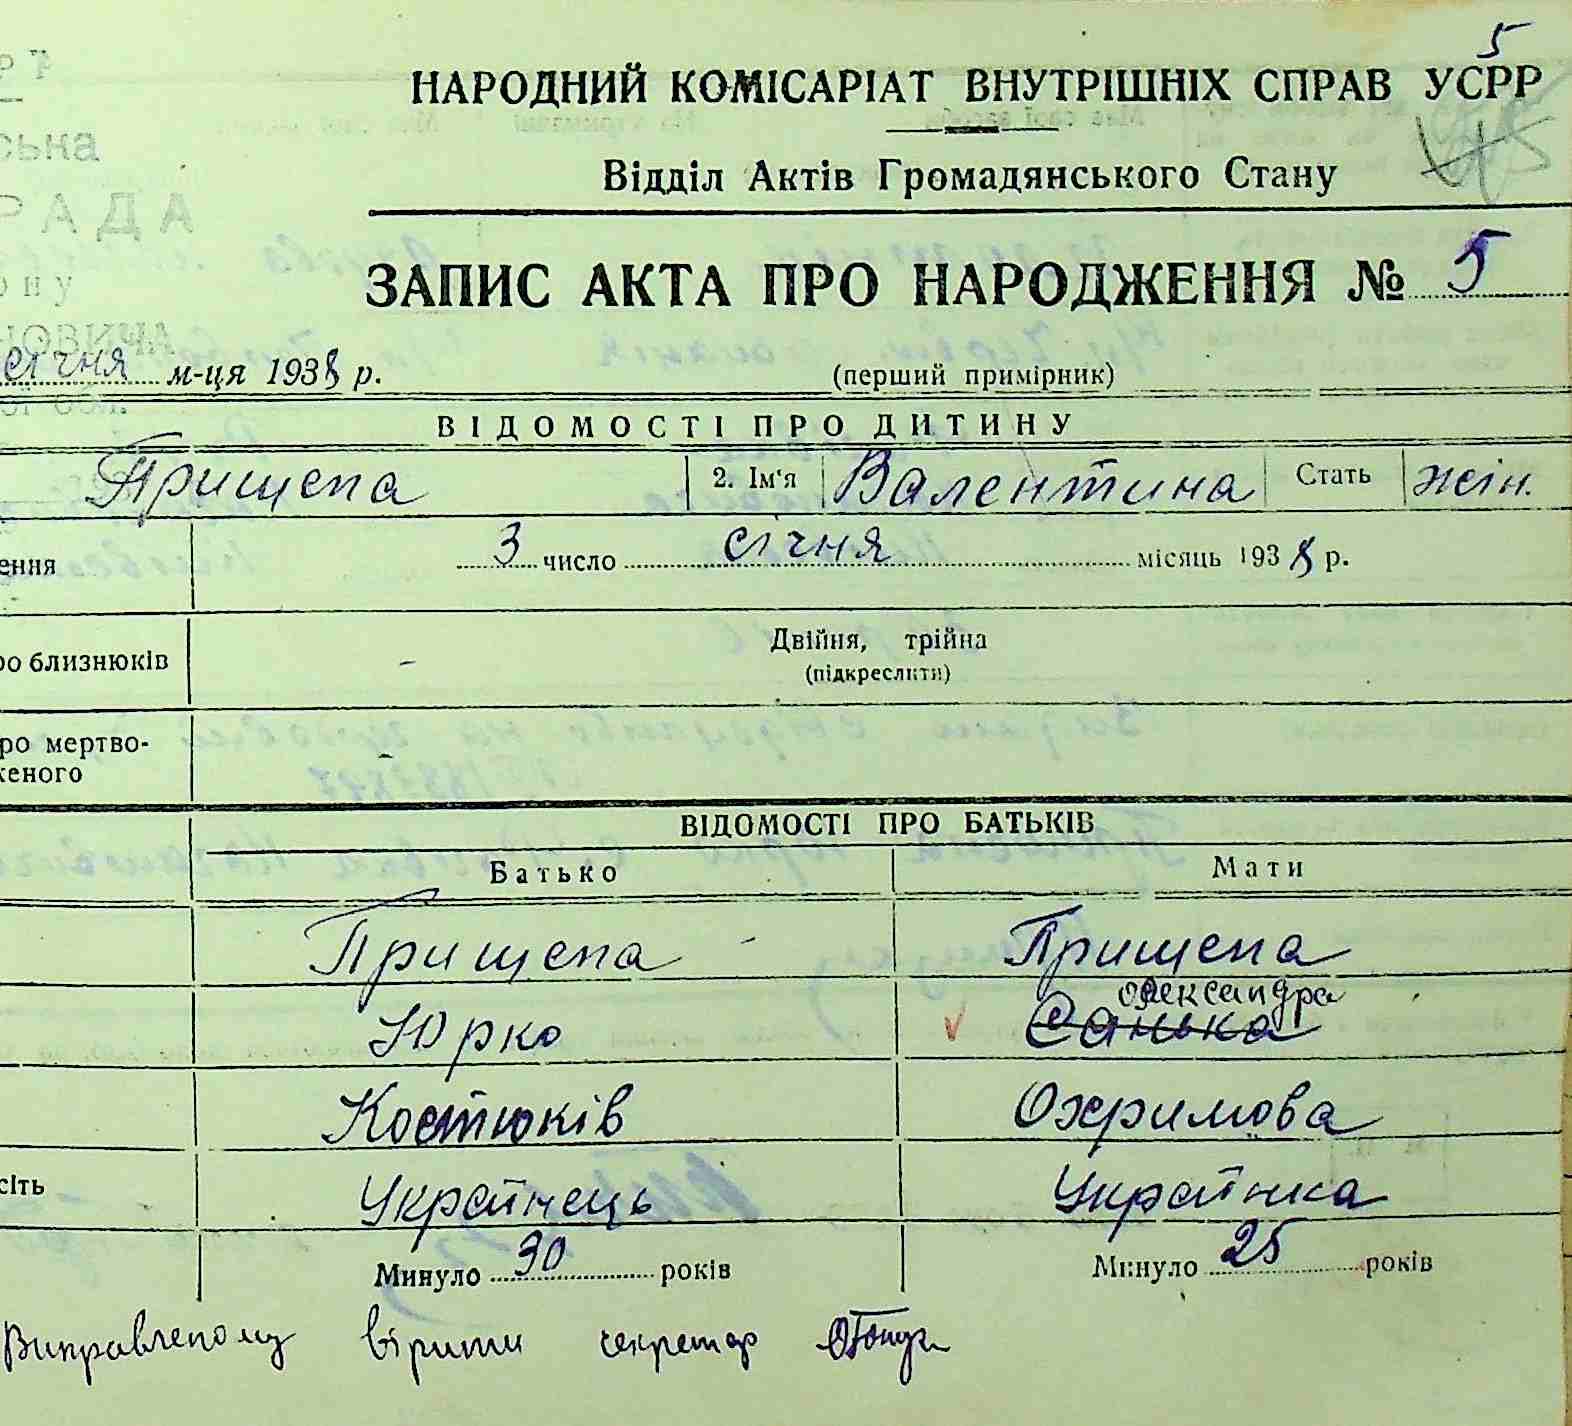 5
НАРОДНИЙ КОМІСАРІАТ ВНУТРІШНІХ СПРАВ УСРР
Відділ Актів Громадянського Стану
ська
РАДА
ону
НОВИЧА
ЗАПИС АКТА ПРО НАРОДЖЕННЯ № 5
січня м-ця 1938 р. (перший примірник)
ВІДОМОСТІ ПРО ДИТИНУ
Прищепа 2. Ім'я Валентина Стать жін.
ення 3 число січня місяць 1938 р.
ро близнюків - Двійня, трійна
(підкреслити)
ро мертво-
женого -
ВІДОМОСТІ ПРО БАТЬКІВ
Батько Мати
Прищепа Прищепа
олександра
Юрко Санька
Костюків Охримова
сіть Українець Українка
Минуло 30 років Минуло 25 років
Виправленому вірити секретар